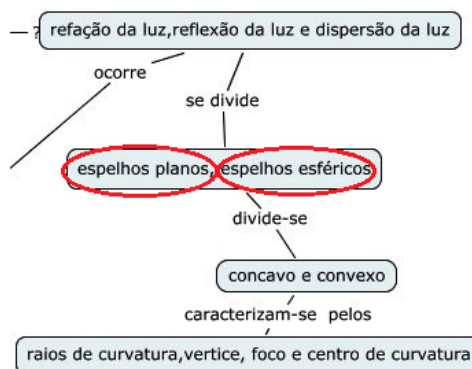 ?
refação da luz,reflexão da luz e dispersão da luz
ocorre
se divide
espelhos planos, espelhos esféricos
divide-se
concavo e convexo
caracterizam-se pelos
raios de curvatura,vertice, foco e centro de curvatura